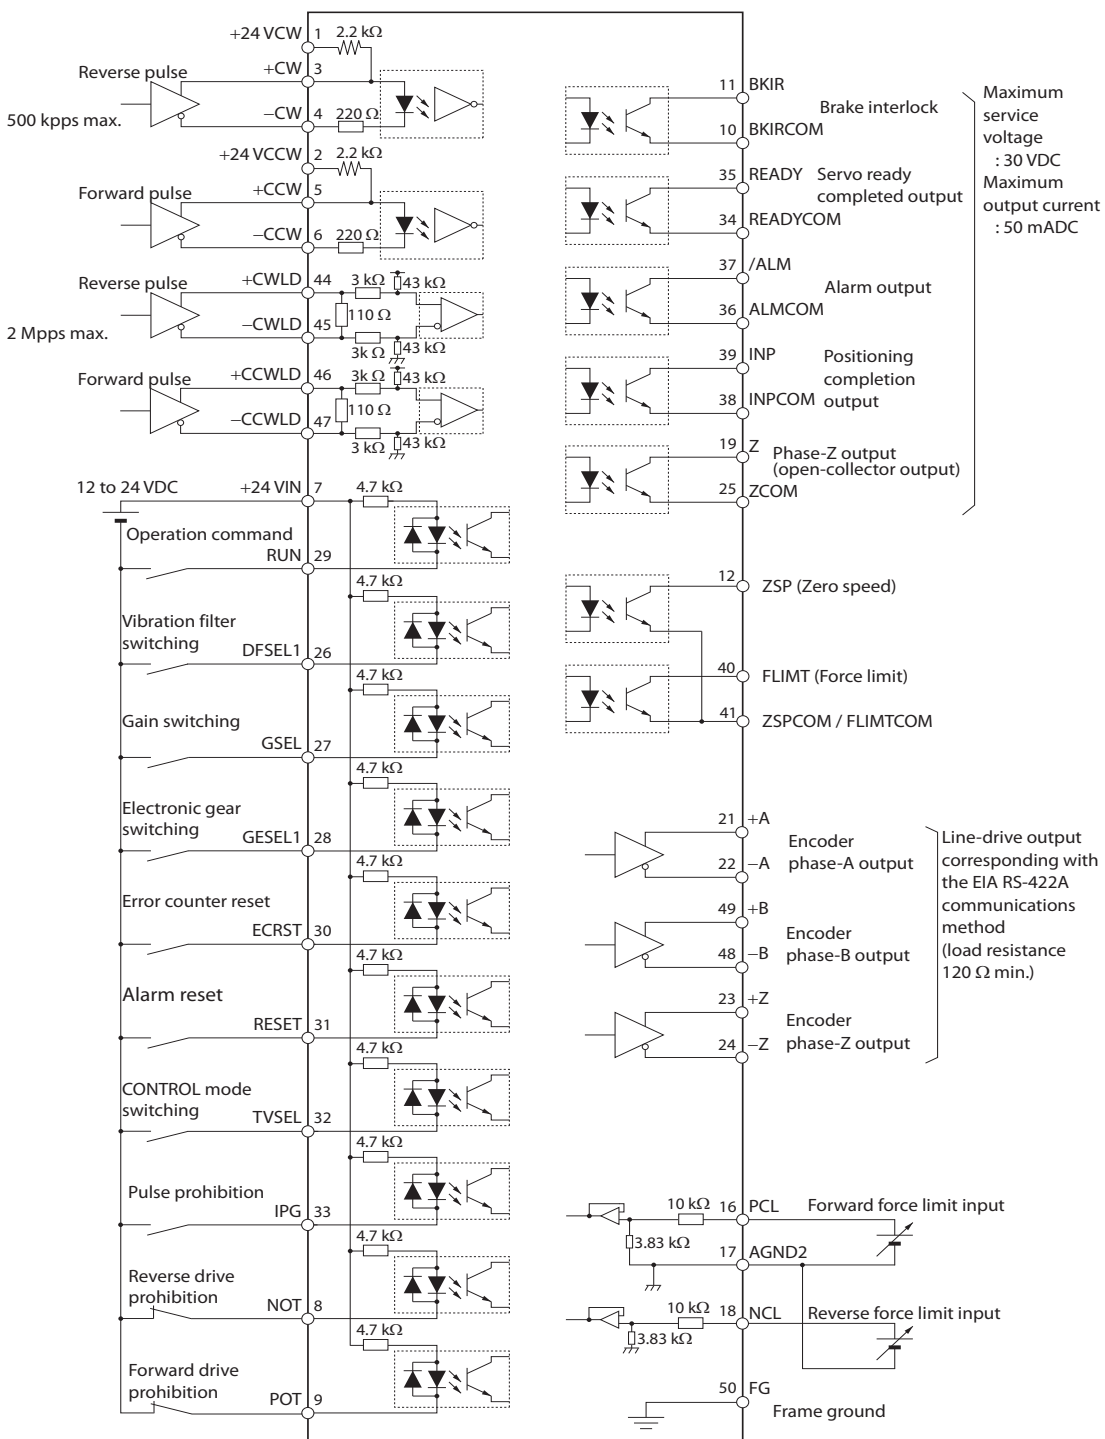 +24 VCW 1 2.2 kΩ
Reverse pulse
+CW 3
500 kpps max.
−CW 4 220 Ω
+24 VCCW 2 2.2 kΩ
Forward pulse
+CCW 5
−CCW 6 220 Ω
Reverse pulse
+CWLD 44 3 kΩ 43 kΩ
110 Ω
2 Mpps max.
−CWLD 45
3k Ω 43 kΩ
Forward pulse
+CCWLD 46 3k Ω 43 kΩ
110 Ω
−CCWLD 47
3 kΩ 43 kΩ
12 to 24 VDC
+24 VIN 7 4.7 kΩ
Operation command
RUN 29
4.7 kΩ
Vibration filter
switching
DFSEL1 26
4.7 kΩ
Gain switching
GSEL 27
4.7 kΩ
Electronic gear
switching
GESEL1 28
4.7 kΩ
Error counter reset
ECRST 30
4.7 kΩ
Alarm reset
RESET 31
4.7 kΩ
CONTROL mode
switching
TVSEL 32
4.7 kΩ
Pulse prohibition
IPG 33
4.7 kΩ
Reverse drive
prohibition
NOT 8
4.7 kΩ
Forward drive
prohibition
POT 9
11 BKIR
Brake interlock
10 BKIRCOM
35 READY
Servo ready
completed output
34 READYCOM
37 /ALM
Alarm output
36 ALMCOM
39 INP
Positioning
completion
output
38 INPCOM
19 Z
Phase-Z output
(open-collector output)
25 ZCOM
Maximum
service
voltage
: 30 VDC
Maximum
output current
: 50 mADC
12 ZSP (Zero speed)
40 FLIMT (Force limit)
41 ZSPCOM / FLIMTCOM
21 +A
Encoder
phase-A output
22 −A
49 +B
Encoder
phase-B output
48 −B
23 +Z
Encoder
phase-Z output
24 −Z
Line-drive output
corresponding with
the EIA RS-422A
communications
method
(load resistance
120 Ω min.)
10 kΩ 16 PCL Forward force limit input
3.83 kΩ
17 AGND2
10 kΩ 18 NCL Reverse force limit input
3.83 kΩ
50 FG
Frame ground